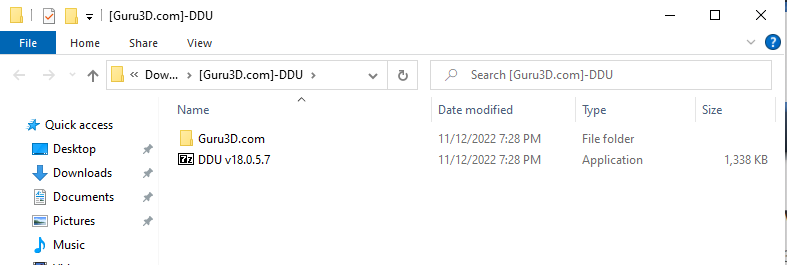 [Guru3D.com]-DDU
File Home Share View
Dow... [Guru3D.com]-DDU Search [Guru3D.com]-DDU
Name Date modified Type Size
Quick access
Desktop
Downloads
Documents
Pictures
Music
Guru3D.com 11/12/2022 7:28 PM File folder
DDU v18.0.5.7 11/12/2022 7:28 PM Application 1,338 KB